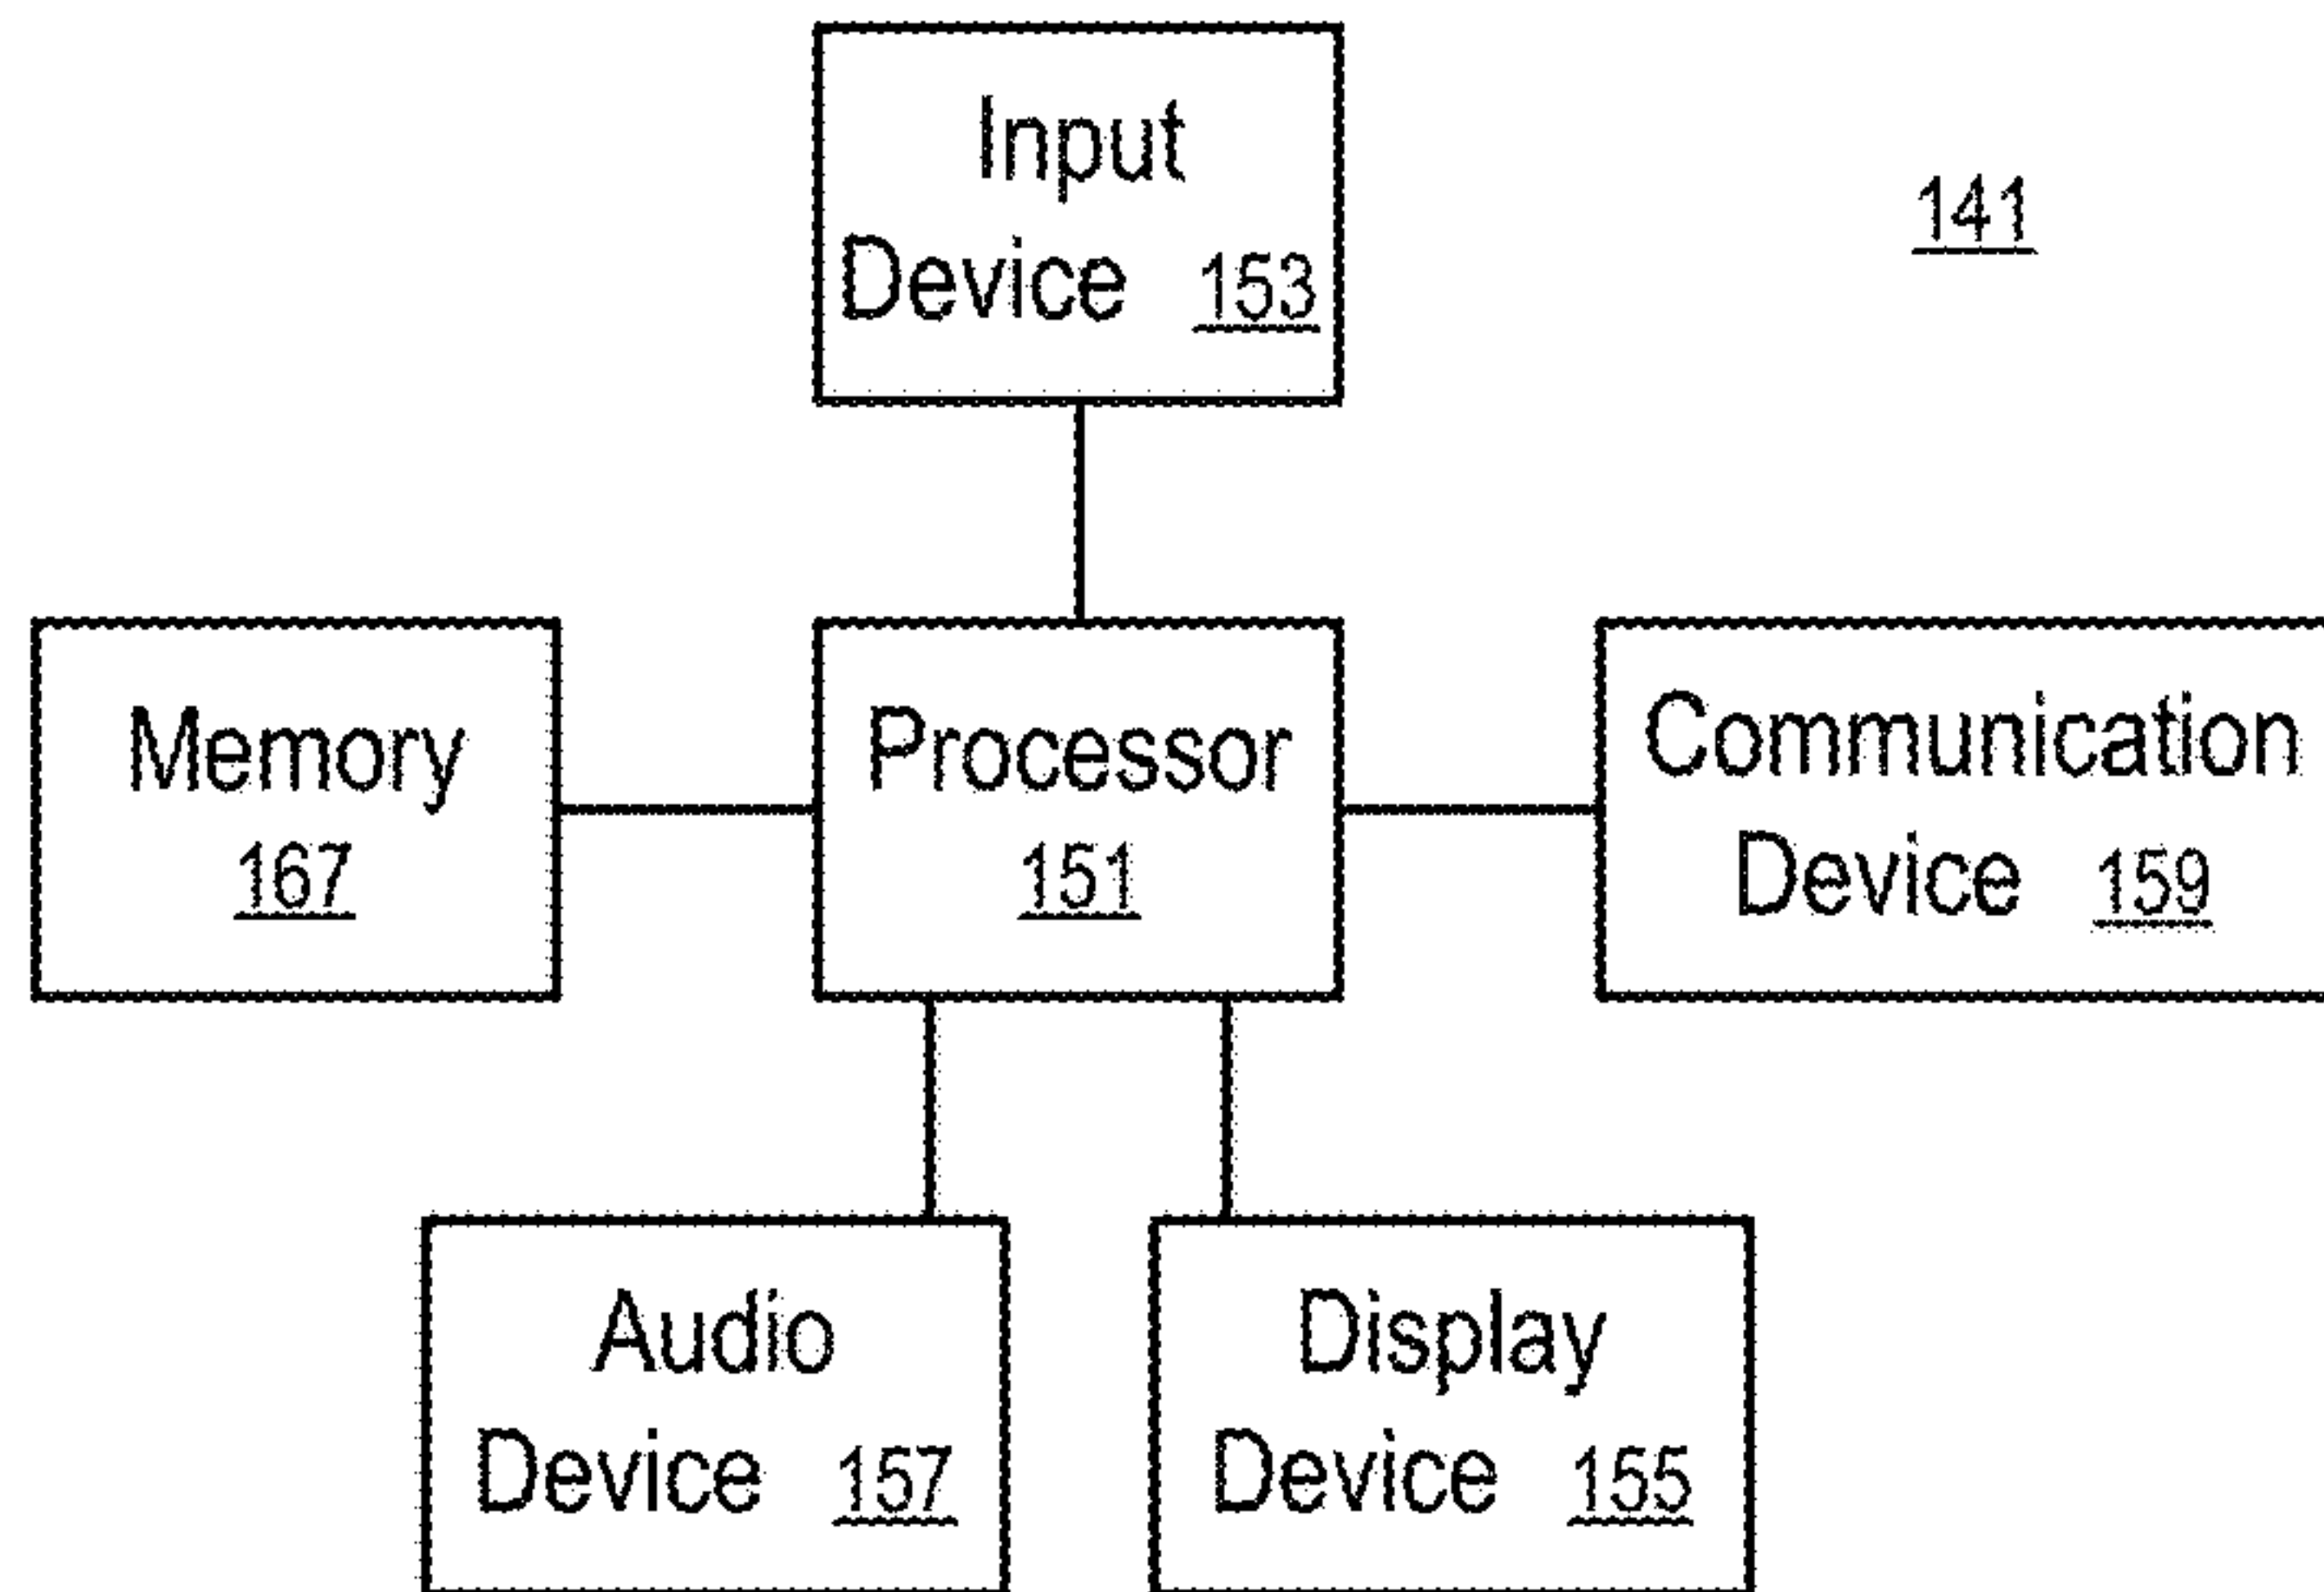 Input
Device 153
141
Memory
167
Processor
151
Communication
Device 159
Audio
Device 157
Display
Device 155